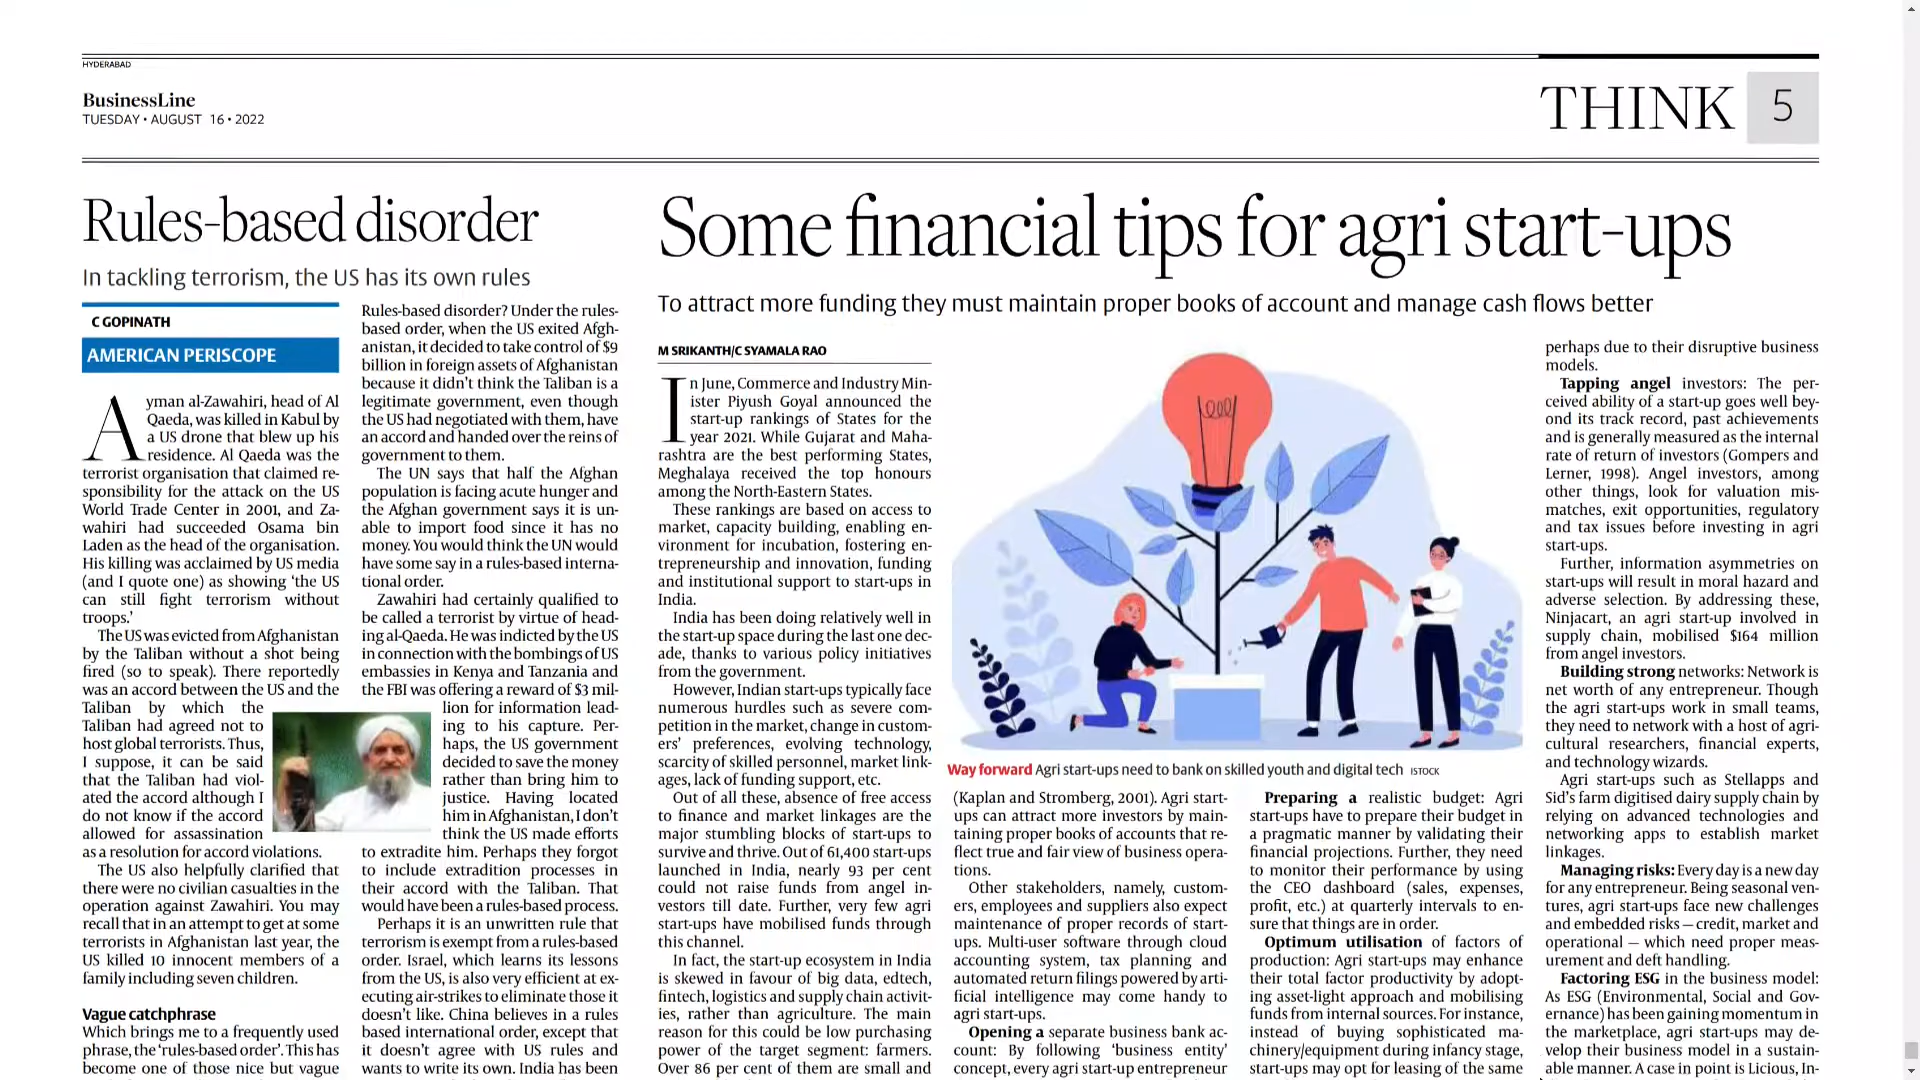 HYDERABAD
BusinessLine
TUESDAY • AUGUST 16 • 2022
THINK
5
Rules-based disorder
In tackling terrorism, the US has its own rules
C GOPINATH
AMERICAN PERISCOPE
Ayman al-Zawahiri, head of Al
Qaeda, was killed in Kabul by
a US drone that blew up his
residence. Al Qaeda was the
terrorist organisation that claimed re-
sponsibility for the attack on the US
World Trade Center in 2001, and Za-
wahiri had succeeded Osama bin
Laden as the head of the organisation.
His killing was acclaimed by US media
(and I quote one) as showing ‘the US
can still fight terrorism without
troops.’
The US was evicted from Afghanistan
by the Taliban without a shot being
fired (so to speak). There reportedly
was an accord between the US and the
Taliban by which the
Taliban had agreed not to
host global terrorists. Thus,
I suppose, it can be said
that the Taliban had viol-
ated the accord although I
do not know if the accord
allowed for assassination
as a resolution for accord violations.
The US also helpfully clarified that
there were no civilian casualties in the
operation against Zawahiri. You may
recall that in an attempt to get at some
terrorists in Afghanistan last year, the
US killed 10 innocent members of a
family including seven children.
Vague catchphrase
Which brings me to a frequently used
phrase, the ‘rules-based order’. This has
become one of those nice but vague
Rules-based disorder? Under the rules-
based order, when the US exited Afgh-
anistan, it decided to take control of $9
billion in foreign assets of Afghanistan
because it didn’t think the Taliban is a
legitimate government, even though
the US had negotiated with them, have
an accord and handed over the reins of
government to them.
The UN says that half the Afghan
population is facing acute hunger and
the Afghan government says it is un-
able to import food since it has no
money. You would think the UN would
have some say in a rules-based interna-
tional order.
Zawahiri had certainly qualified to
be called a terrorist by virtue of head-
ing al-Qaeda. He was indicted by the US
in connection with the bombings of US
embassies in Kenya and Tanzania and
the FBI was offering a reward of $3 mil-
lion for information lead-
ing to his capture. Per-
haps, the US government
decided to save the money
rather than bring him to
justice. Having located
him in Afghanistan, I don’t
think the US made efforts
to extradite him. Perhaps they forgot
to include extradition processes in
their accord with the Taliban. That
would have been a rules-based process.
Perhaps it is an unwritten rule that
terrorism is exempt from a rules-based
order. Israel, which learns its lessons
from the US, is also very efficient at ex-
ecuting air-strikes to eliminate those it
doesn’t like. China believes in a rules
based international order, except that
it doesn’t agree with US rules and
wants to write its own. India has been
Some financial tips for agri start-ups
To attract more funding they must maintain proper books of account and manage cash flows better
M SRIKANTH/C SYAMALA RAO
In June, Commerce and Industry Min-
ister Piyush Goyal announced the
start-up rankings of States for the
year 2021. While Gujarat and Maha-
rashtra are the best performing States,
Meghalaya received the top honours
among the North-Eastern States.
These rankings are based on access to
market, capacity building, enabling en-
vironment for incubation, fostering en-
trepreneurship and innovation, funding
and institutional support to start-ups in
India.
India has been doing relatively well in
the start-up space during the last one dec-
ade, thanks to various policy initiatives
from the government.
However, Indian start-ups typically face
numerous hurdles such as severe com-
petition in the market, change in custom-
ers’ preferences, evolving technology,
scarcity of skilled personnel, market link-
ages, lack of funding support, etc.
Out of all these, absence of free access
to finance and market linkages are the
major stumbling blocks of start-ups to
survive and thrive. Out of 61,400 start-ups
launched in India, nearly 93 per cent
could not raise funds from angel in-
vestors till date. Further, very few agri
start-ups have mobilised funds through
this channel.
In fact, the start-up ecosystem in India
is skewed in favour of big data, edtech,
fintech, logistics and supply chain activit-
ies, rather than agriculture. The main
reason for this could be low purchasing
power of the target segment: farmers.
Over 86 per cent of them are small and
Way forward Agri start-ups need to bank on skilled youth and digital tech ISTOCK
(Kaplan and Stromberg, 2001). Agri start-
ups can attract more investors by main-
taining proper books of accounts that re-
flect true and fair view of business opera-
tions.
Other stakeholders, namely, custom-
ers, employees and suppliers also expect
maintenance of proper records of start-
ups. Multi-user software through cloud
accounting system, tax planning and
automated return filings powered by arti-
ficial intelligence may come handy to
agri start-ups.
Opening a separate business bank ac-
count: By following ‘business entity’
concept, every agri start-up entrepreneur
Preparing a realistic budget: Agri
start-ups have to prepare their budget in
a pragmatic manner by validating their
financial projections. Further, they need
to monitor their performance by using
the CEO dashboard (sales, expenses,
profit, etc.) at quarterly intervals to en-
sure that things are in order.
Optimum utilisation of factors of
production: Agri start-ups may enhance
their total factor productivity by adopt-
ing asset-light approach and mobilising
funds from internal sources. For instance,
instead of buying sophisticated ma-
chinery/equipment during infancy stage,
start-ups may opt for leasing of the same
perhaps due to their disruptive business
models.
Tapping angel investors: The per-
ceived ability of a start-up goes well bey-
ond its track record, past achievements
and is generally measured as the internal
rate of return of investors (Gompers and
Lerner, 1998). Angel investors, among
other things, look for valuation mis-
matches, exit opportunities, regulatory
and tax issues before investing in agri
start-ups.
Further, information asymmetries on
start-ups will result in moral hazard and
adverse selection. By addressing these,
Ninjacart, an agri start-up involved in
supply chain, mobilised $164 million
from angel investors.
Building strong networks: Network is
net worth of any entrepreneur. Though
the agri start-ups work in small teams,
they need to network with a host of agri-
cultural researchers, financial experts,
and technology wizards.
Agri start-ups such as Stellapps and
Sid’s farm digitised dairy supply chain by
relying on advanced technologies and
networking apps to establish market
linkages.
Managing risks: Every day is a new day
for any entrepreneur. Being seasonal ven-
tures, agri start-ups face new challenges
and embedded risks — credit, market and
operational — which need proper meas-
urement and deft handling.
Factoring ESG in the business model:
As ESG (Environmental, Social and Gov-
ernance) has been gaining momentum in
the marketplace, agri start-ups may de-
velop their business model in a sustain-
able manner. A case in point is Licious, In-